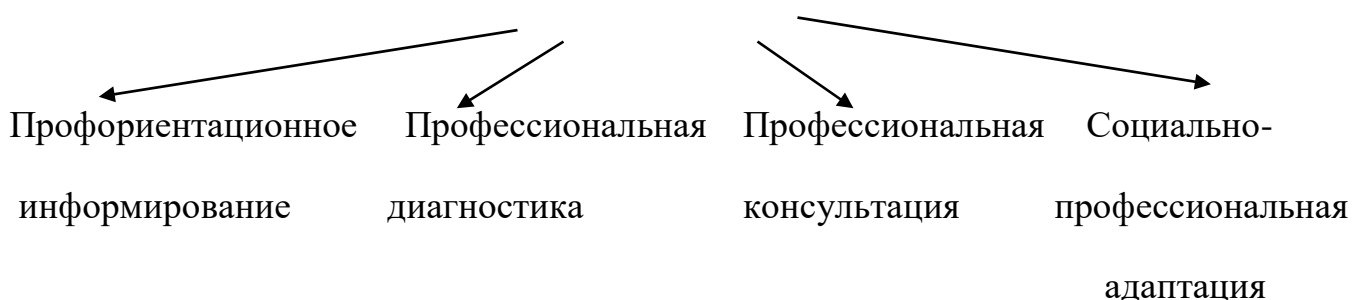 Профориентационное Профессиональная Профессиональная Социально-
информирование диагностика консультация профессиональная
адаптация